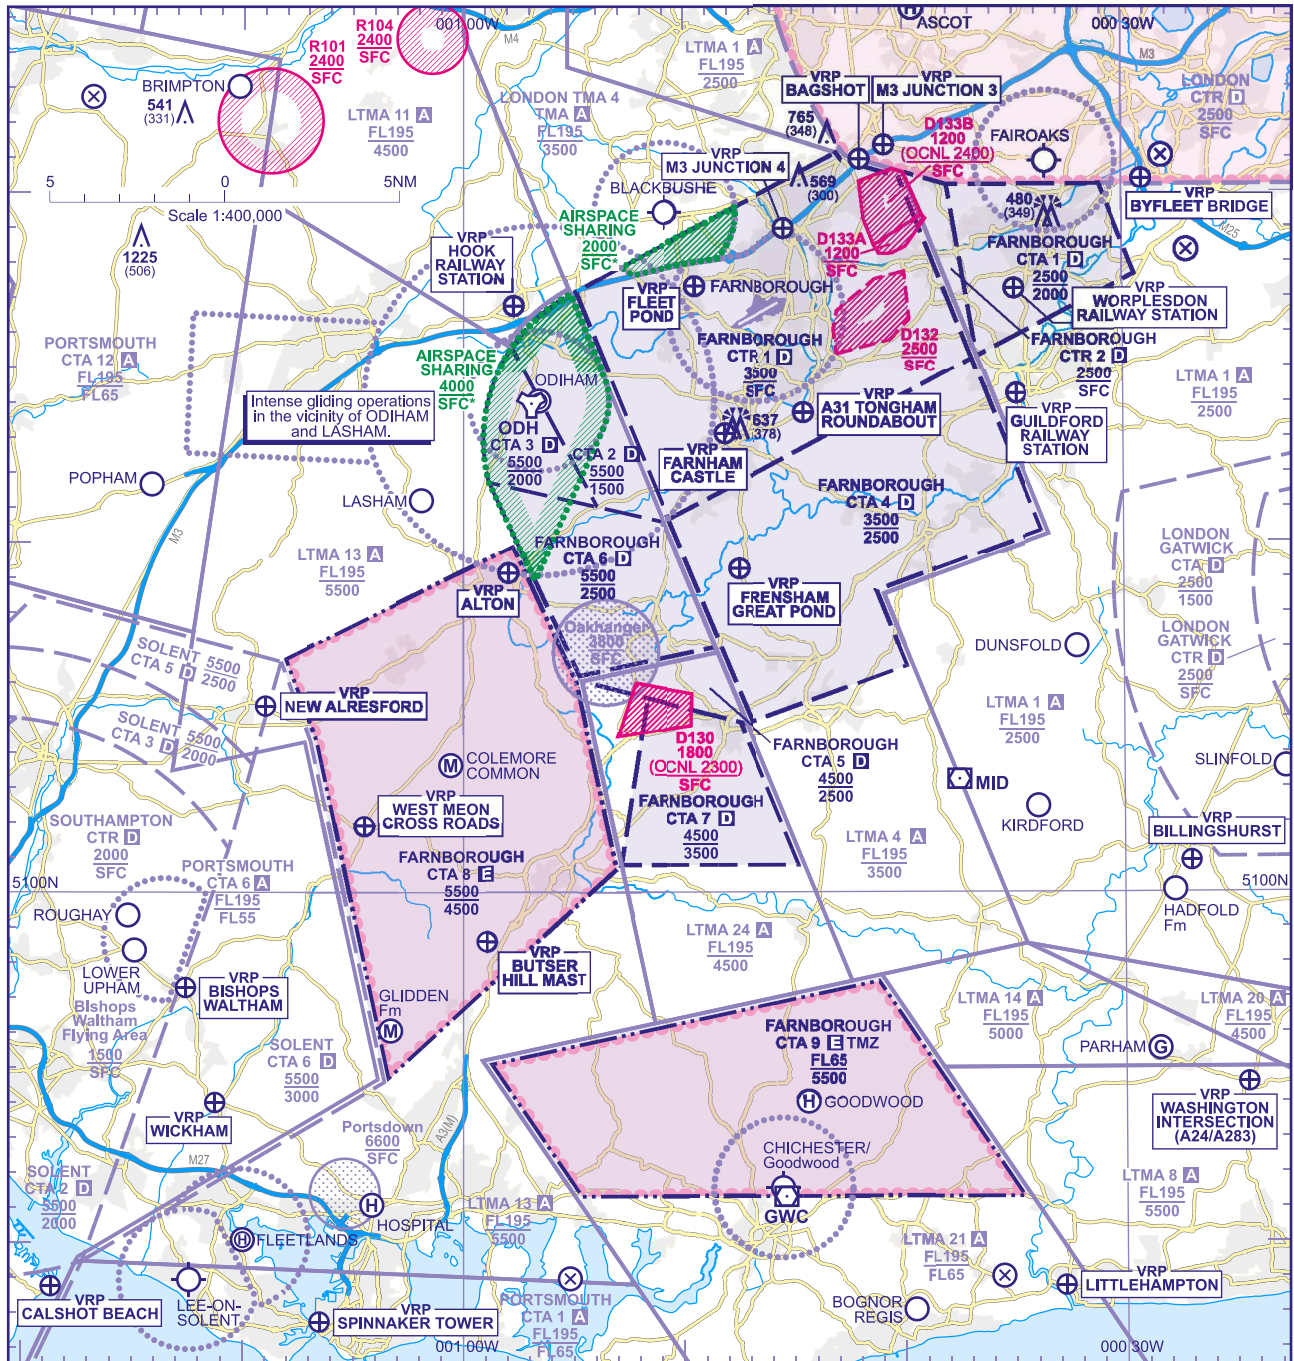 R101
2400
SFC
R104
2400
SFC
001 00W
M4
ASCOT
000 30W
M3
LTMA 1 A
FL195
2500
BRIMPTON
541
(331)
LTMA 11 A
FL195
4500
LONDON TMA 4
TMA A
FL195
3500
VRP
BAGSHOT
VRP
M3 JUNCTION 3
LONDON
CTR D
2500
SFC
765
(348)
D133B
1200
(OCNL 2400)
SFC
FAIROAKS
5 0 5NM
Scale 1:400,000
VRP
M3 JUNCTION 4
BLACKBUSHE
569
(300)
480
(349)
VRP
BYFLEET BRIDGE
M25
1225
(506)
VRP
HOOK
RAILWAY
STATION
AIRSPACE
SHARING
2000
SFC*
D133A
1200
SFC
FARNBOROUGH
CTA 1 D
2500
2000
VRP
FLEET
POND
FARNBOROUGH
VRP
WORPLESDON
RAILWAY STATION
PORTSMOUTH
CTA 12 A
FL195
FL65
AIRSPACE
SHARING
4000
SFC*
ODIHAM
FARNBOROUGH
CTR 1 D
3500
SFC
D132
2500
SFC
FARNBOROUGH
CTR 2 D
2500
SFC
LTMA 1 A
FL195
2500
Intense gliding operations
in the vicinity of ODIHAM
and LASHAM.
ODH
CTA 3 D
5500
2000
CTA 2 D
5500
1500
637
(378)
VRP
A31 TONGHAM
ROUNDABOUT
VRP
GUILDFORD
RAILWAY
STATION
VRP
FARNHAM
CASTLE
POPHAM
LASHAM
M3
FARNBOROUGH
CTA 4 D
3500
2500
LTMA 13 A
FL195
5500
FARNBOROUGH
CTA 6 D
5500
2500
LONDON
GATWICK
CTA D
2500
1500
VRP
ALTON
VRP
FRENSHAM
GREAT POND
LONDON
GATWICK
CTR D
2500
SFC
Oakhanger
3800
SFC
DUNSFOLD
SOLENT 5500
CTA 5 D 2500
VRP
NEW ALRESFORD
SOLENT 5500
CTA 3 D 2000
LTMA 1 A
FL195
2500
D130
1800
(OCNL 2300)
SFC
FARNBOROUGH
CTA 5 D
4500
2500
COLEMORE
COMMON
M
SLINFOLD
MID
VRP
WEST MEON
CROSS ROADS
FARNBOROUGH
CTA 7 D
4500
3500
KIRDFORD
VRP
BILLINGSHURST
SOUTHAMPTON
CTR D
2000
SFC
LTMA 4 A
FL195
3500
PORTSMOUTH
CTA 6 A
FL195
FL55
FARNBOROUGH
CTA 8 E
5500
4500
5100N
5100N
ROUGHAY
HADFOLD
Fm
LOWER
UPHAM
LTMA 24 A
FL195
4500
VRP
BISHOPS
WALTHAM
VRP
BUTSER
HILL MAST
Bishops
Waltham
Flying Area
1500
SFC
GLIDDEN
Fm
M
LTMA 14 A
FL195
5000
LTMA 20 A
FL195
4500
FARNBOROUGH
CTA 9 E TMZ
FL65
5500
SOLENT
CTA 6 D
5500
3000
PARHAM G
H GOODWOOD
VRP
WICKHAM
VRP
WASHINGTON
INTERSECTION
(A24/A283)
Portsdown
6600
SFC
A3(M)
M27
CHICHESTER/
Goodwood
GWC
SOLENT
CTA 2 D
5500
2000
LTMA 8 A
FL195
5500
H
HOSPITAL
LTMA 13 A
FL195
5500
H FLEETLANDS
LTMA 21 A
FL195
FL65
VRP
CALSHOT BEACH
LEE-ON-
SOLENT
VRP
SPINNAKER TOWER
PORTSMOUTH
CTA 1 A
FL195
FL65
BOGNOR
REGIS
VRP
LITTLEHAMPTON
001 00W
000 30W